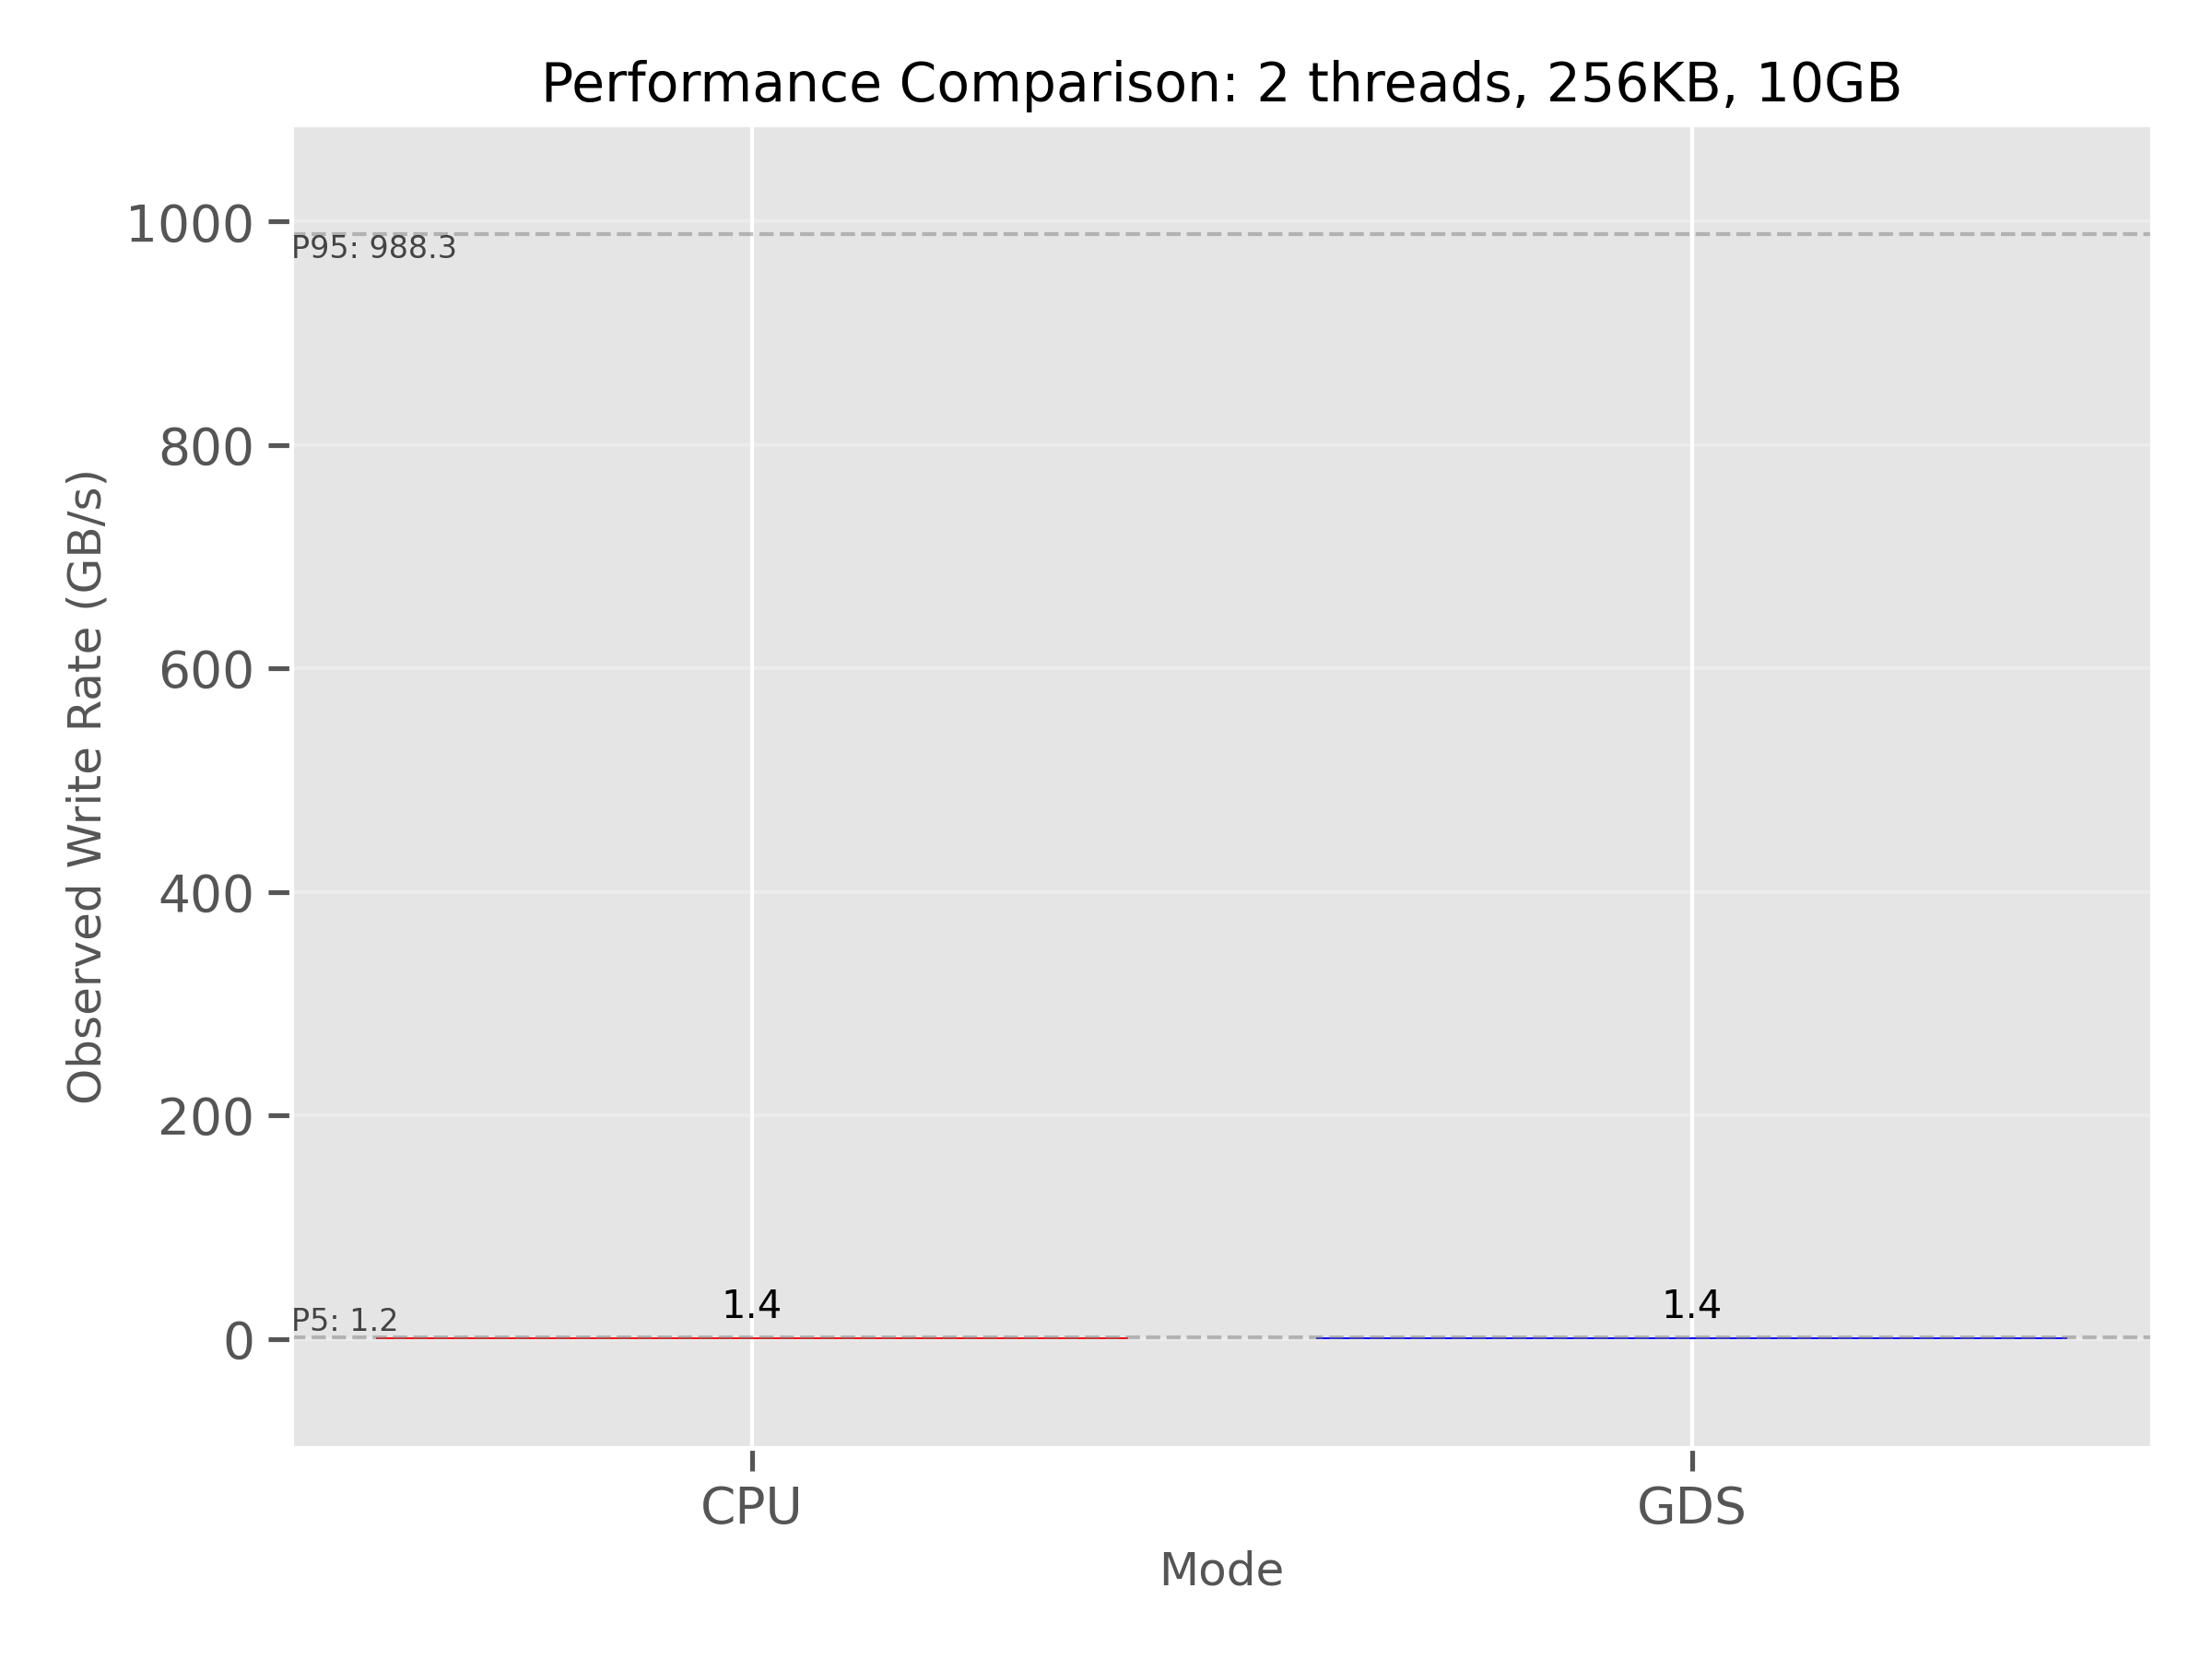 Performance Comparison: 2 threads, 256KB, 10GB
Observed Write Rate (GB/s)
1000
P95: 988.3
800
600
400
200
0
P5: 1.2
1.4
1.4
CPU
GDS
Mode